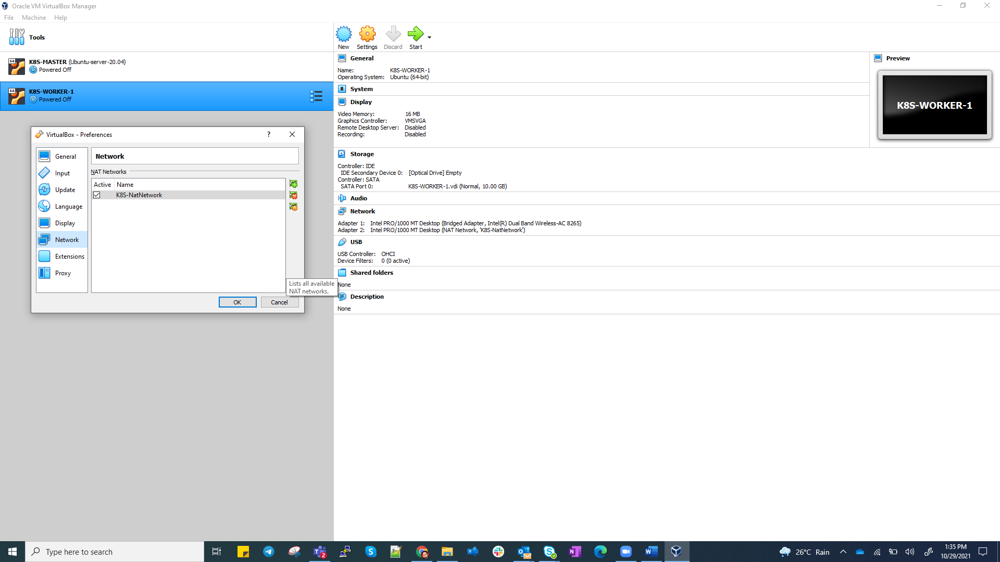 Oracle VM VirtualBox Manager
File Machine Help
Tools
64
K8S-MASTER (Ubuntu-server-20.04)
Powered Off
64
K8S-WORKER-1
Powered Off
VirtualBox - Preferences
?
General
Input
Update
Language
Display
Network
Extensions
Proxy
Network
NAT Networks
Active Name
K8S-NatNetwork
Lists all available
NAT networks.
OK Cancel
New Settings Discard Start
General
Name: K8S-WORKER-1
Operating System: Ubuntu (64-bit)
System
Display
Video Memory: 16 MB
Graphics Controller: VMSVGA
Remote Desktop Server: Disabled
Recording: Disabled
Storage
Controller: IDE
IDE Secondary Device 0: [Optical Drive] Empty
Controller: SATA
SATA Port 0: K8S-WORKER-1.vdi (Normal, 10.00 GB)
Audio
Network
Adapter 1: Intel PRO/1000 MT Desktop (Bridged Adapter, Intel(R) Dual Band Wireless-AC 8265)
Adapter 2: Intel PRO/1000 MT Desktop (NAT Network, 'K8S-NatNetwork')
USB
USB Controller: OHCI
Device Filters: 0 (0 active)
Shared folders
None
Description
None
Preview
K8S-WORKER-1
Type here to search
2
26°C Rain
1:35 PM
10/29/2021